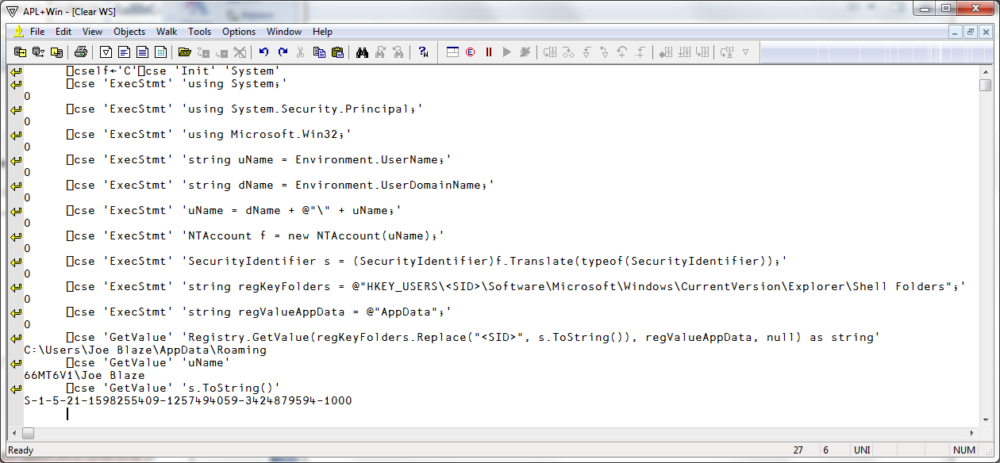 APL+Win - [Clear WS]
File Edit View Objects Walk Tools Options Window Help
⎕cself←'C'⎕cse 'Init' 'System'
⎕cse 'ExecStmt' 'using System;'
0
⎕cse 'ExecStmt' 'using System.Security.Principal;'
0
⎕cse 'ExecStmt' 'using Microsoft.Win32;'
0
⎕cse 'ExecStmt' 'string uName = Environment.UserName;'
0
⎕cse 'ExecStmt' 'string dName = Environment.UserDomainName;'
0
⎕cse 'ExecStmt' 'uName = dName + @"\" + uName;'
0
⎕cse 'ExecStmt' 'NTAccount f = new NTAccount(uName);'
0
⎕cse 'ExecStmt' 'SecurityIdentifier s = (SecurityIdentifier)f.Translate(typeof(SecurityIdentifier));'
0
⎕cse 'ExecStmt' 'string regKeyFolders = @"HKEY_USERS\<SID>\Software\Microsoft\Windows\CurrentVersion\Explorer\Shell Folders";'
0
⎕cse 'ExecStmt' 'string regValueAppData = @"AppData";'
0
⎕cse 'GetValue' 'Registry.GetValue(regKeyFolders.Replace("<SID>", s.ToString()), regValueAppData, null) as string'
C:\Users\Joe Blaze\AppData\Roaming
⎕cse 'GetValue' 'uName'
66MT6V1\Joe Blaze
⎕cse 'GetValue' 's.ToString()'
S-1-5-21-1598255409-1257494059-3424879594-1000
Ready 27 6 UNI NUM